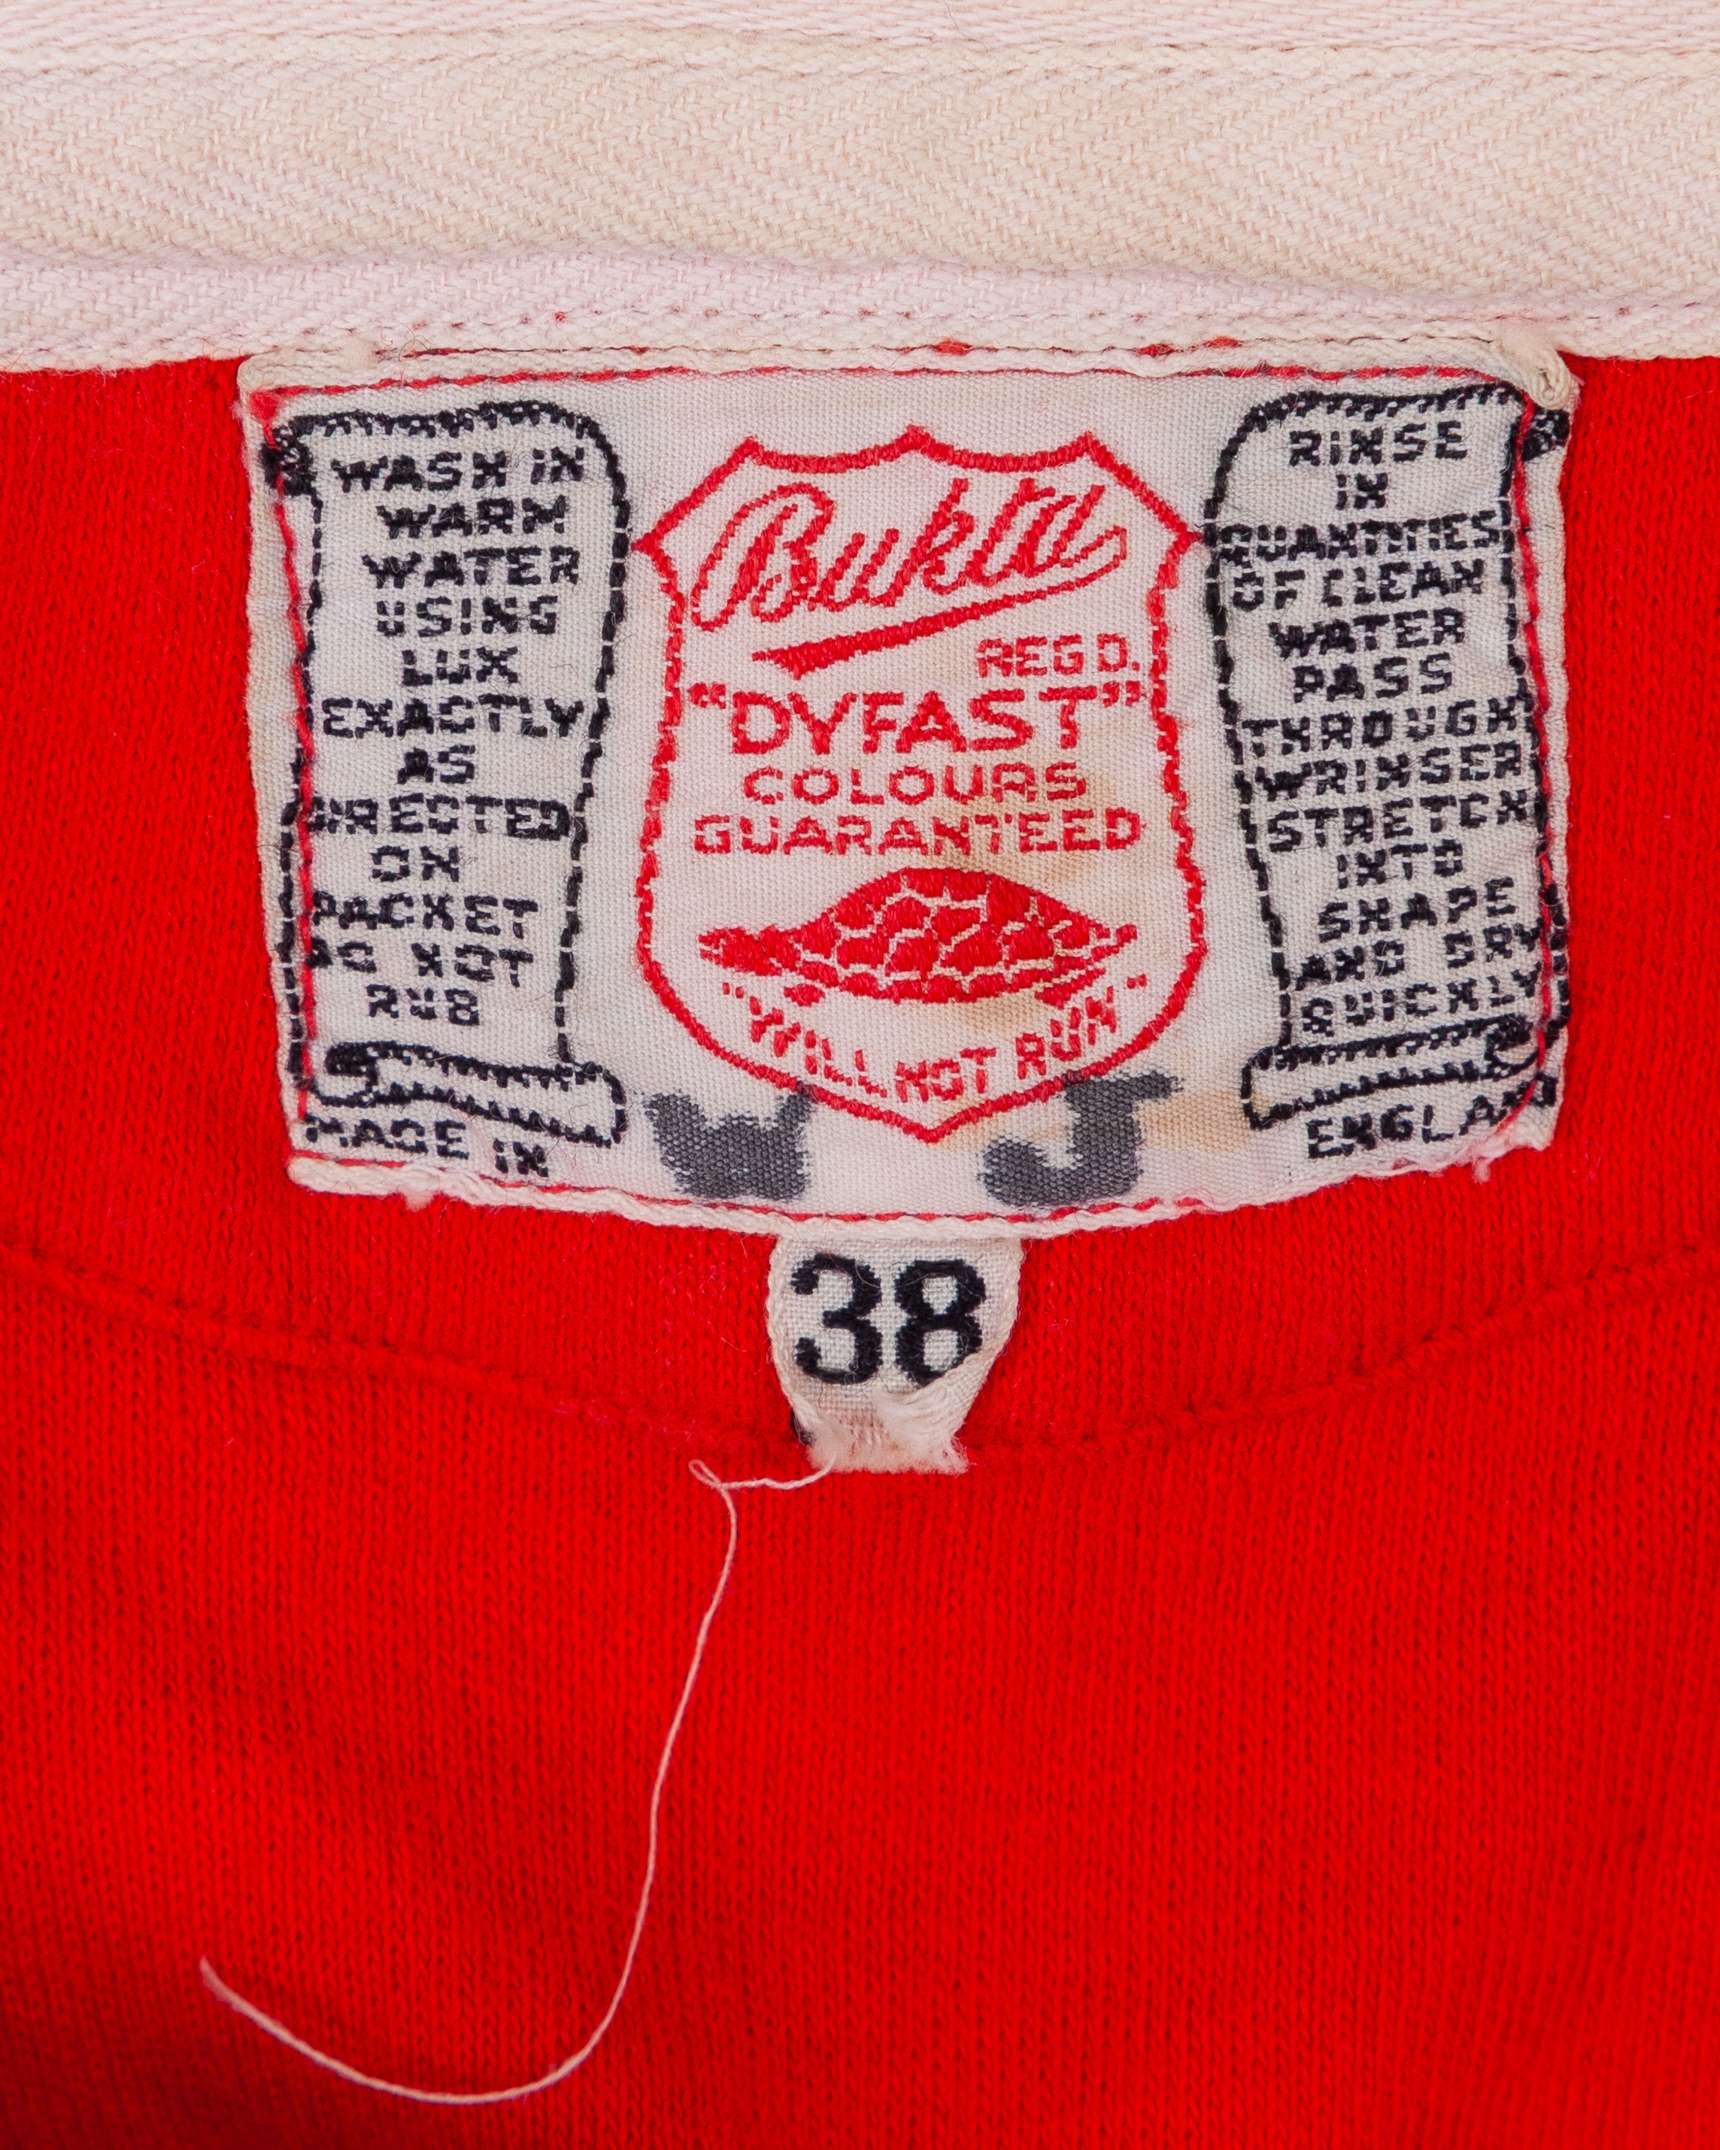 WASH IN
WARM
WATER
USING
LUX
EXACTLY
AS
DIRECTED
ON
PACKET
DO NOT
RUB
MADE IN
Bukta
REGD.
"DYFAST"
COLOURS
GUARANTEED
"WILL NOT RUN"
W J
RINSE
IN
QUANTITIES
OF CLEAN
WATER
PASS
THROUGH
WRINSER
STRETCH
INTO
SHAPE
AND DRY
QUICKLY
ENGLAND
38